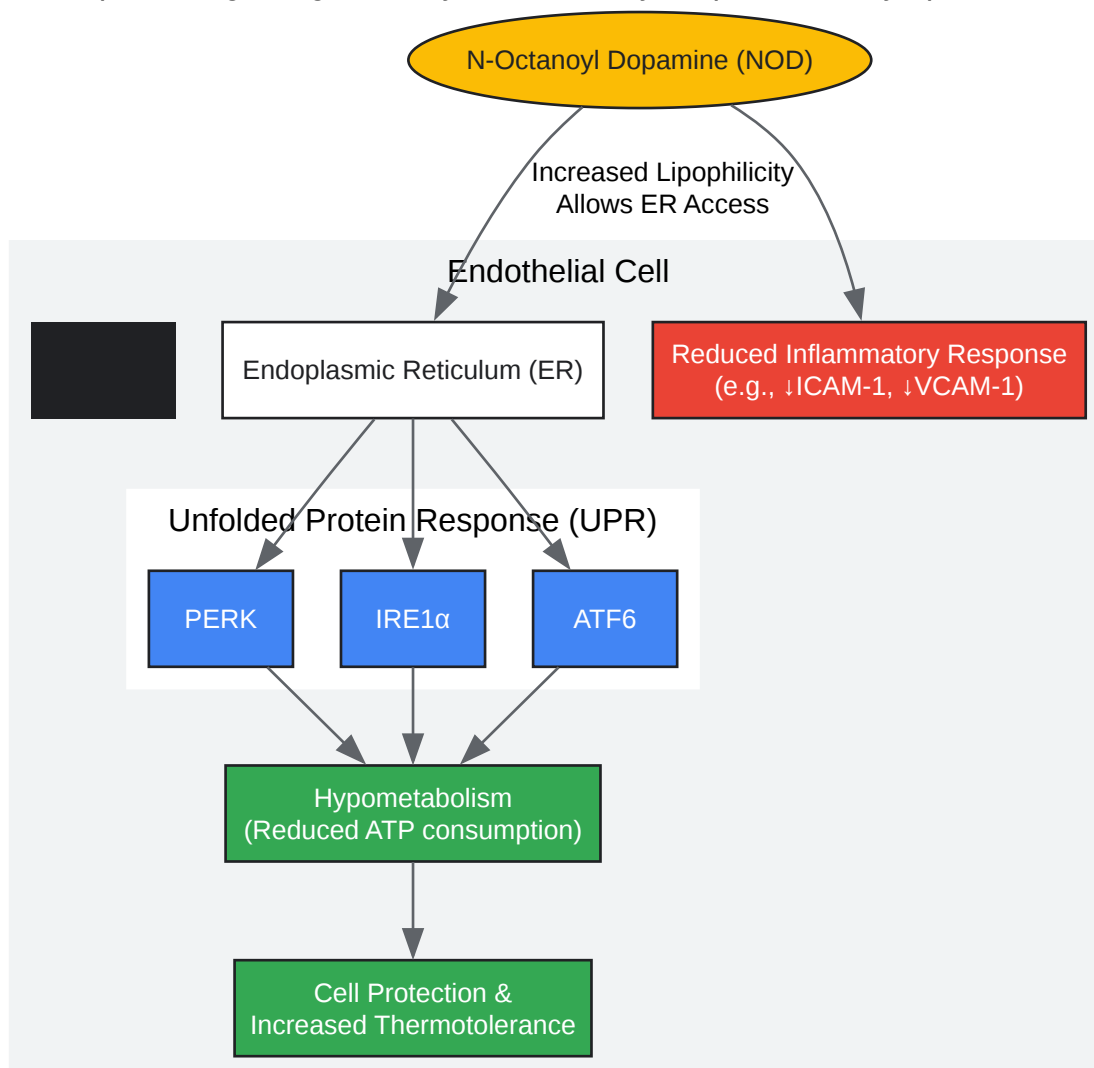 N-Octanoyl Dopamine (NOD)
Increased Lipophilicity
Allows ER Access
Endothelial Cell
Endoplasmic Reticulum (ER)
Reduced Inflammatory Response
(e.g., ↓ICAM-1, ↓VCAM-1)
Unfolded Protein Response (UPR)
PERK
IRE1α
ATF6
Hypometabolism
(Reduced ATP consumption)
Cell Protection &
Increased Thermotolerance